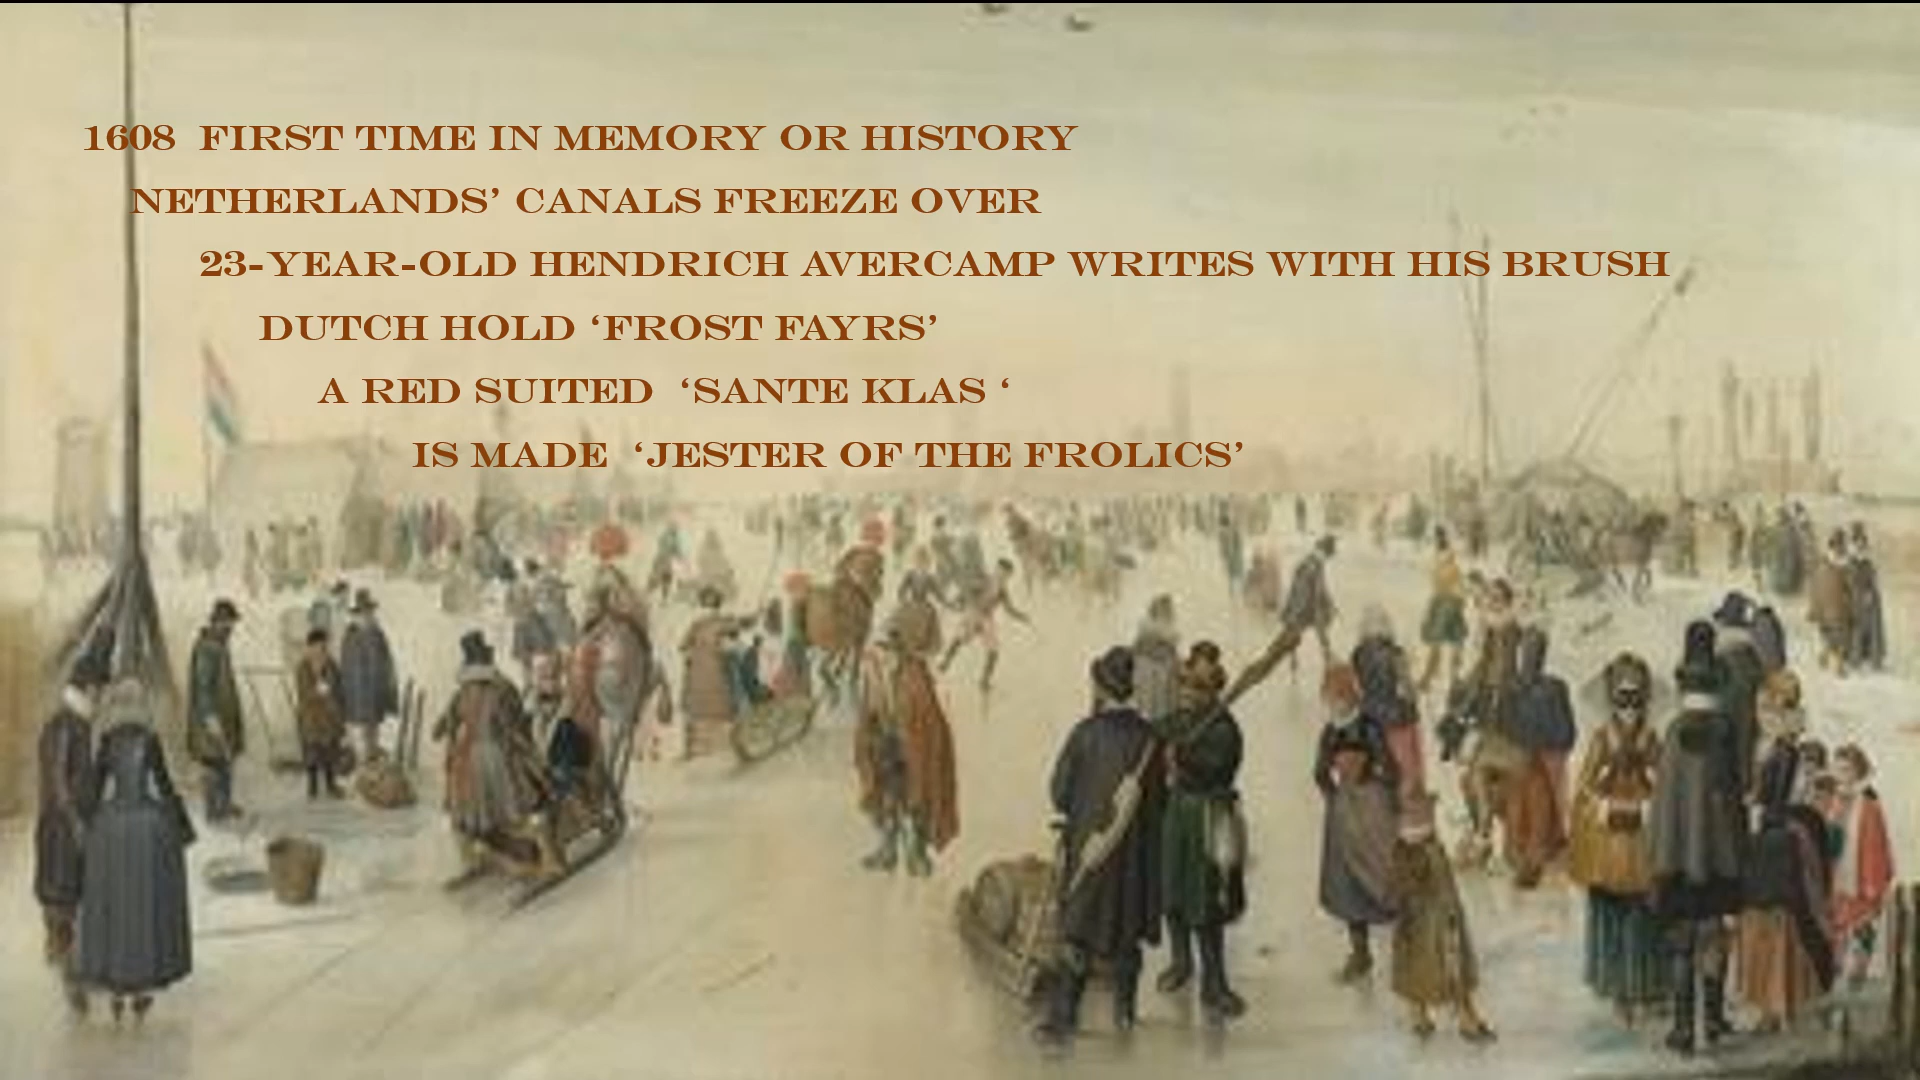 1608 FIRST TIME IN MEMORY OR HISTORY
NETHERLANDS’ CANALS FREEZE OVER
23-YEAR-OLD HENDRICH AVERCAMP WRITES WITH HIS BRUSH
DUTCH HOLD ‘FROST FAYRS’
A RED SUITED ‘SANTE KLAS ‘
IS MADE ‘JESTER OF THE FROLICS’